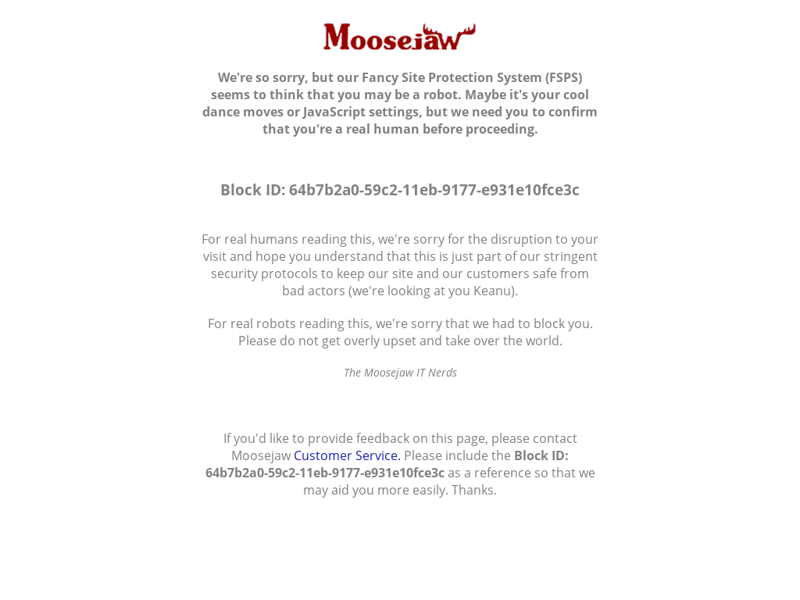 Moosejaw
We're so sorry, but our Fancy Site Protection System (FSPS)
seems to think that you may be a robot. Maybe it's your cool
dance moves or JavaScript settings, but we need you to confirm
that you're a real human before proceeding.
Block ID: 64b7b2a0-59c2-11eb-9177-e931e10fce3c
For real humans reading this, we're sorry for the disruption to your
visit and hope you understand that this is just part of our stringent
security protocols to keep our site and our customers safe from
bad actors (we're looking at you Keanu).
For real robots reading this, we're sorry that we had to block you.
Please do not get overly upset and take over the world.
The Moosejaw IT Nerds
If you'd like to provide feedback on this page, please contact
Moosejaw Customer Service. Please include the Block ID:
64b7b2a0-59c2-11eb-9177-e931e10fce3c as a reference so that we
may aid you more easily. Thanks.